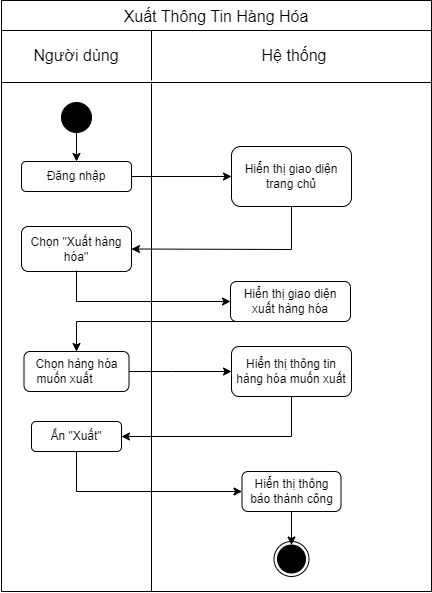 Xuất Thông Tin Hàng Hóa
Người dùng
Hệ thống
Đăng nhập
Hiển thị giao diện
trang chủ
Chọn "Xuất hàng
hóa"
Hiển thị giao diện
xuất hàng hóa
Chọn hàng hóa
muốn xuất
Hiển thị thông tin
hàng hóa muốn xuất
Ấn "Xuất"
Hiển thị thông
báo thành công